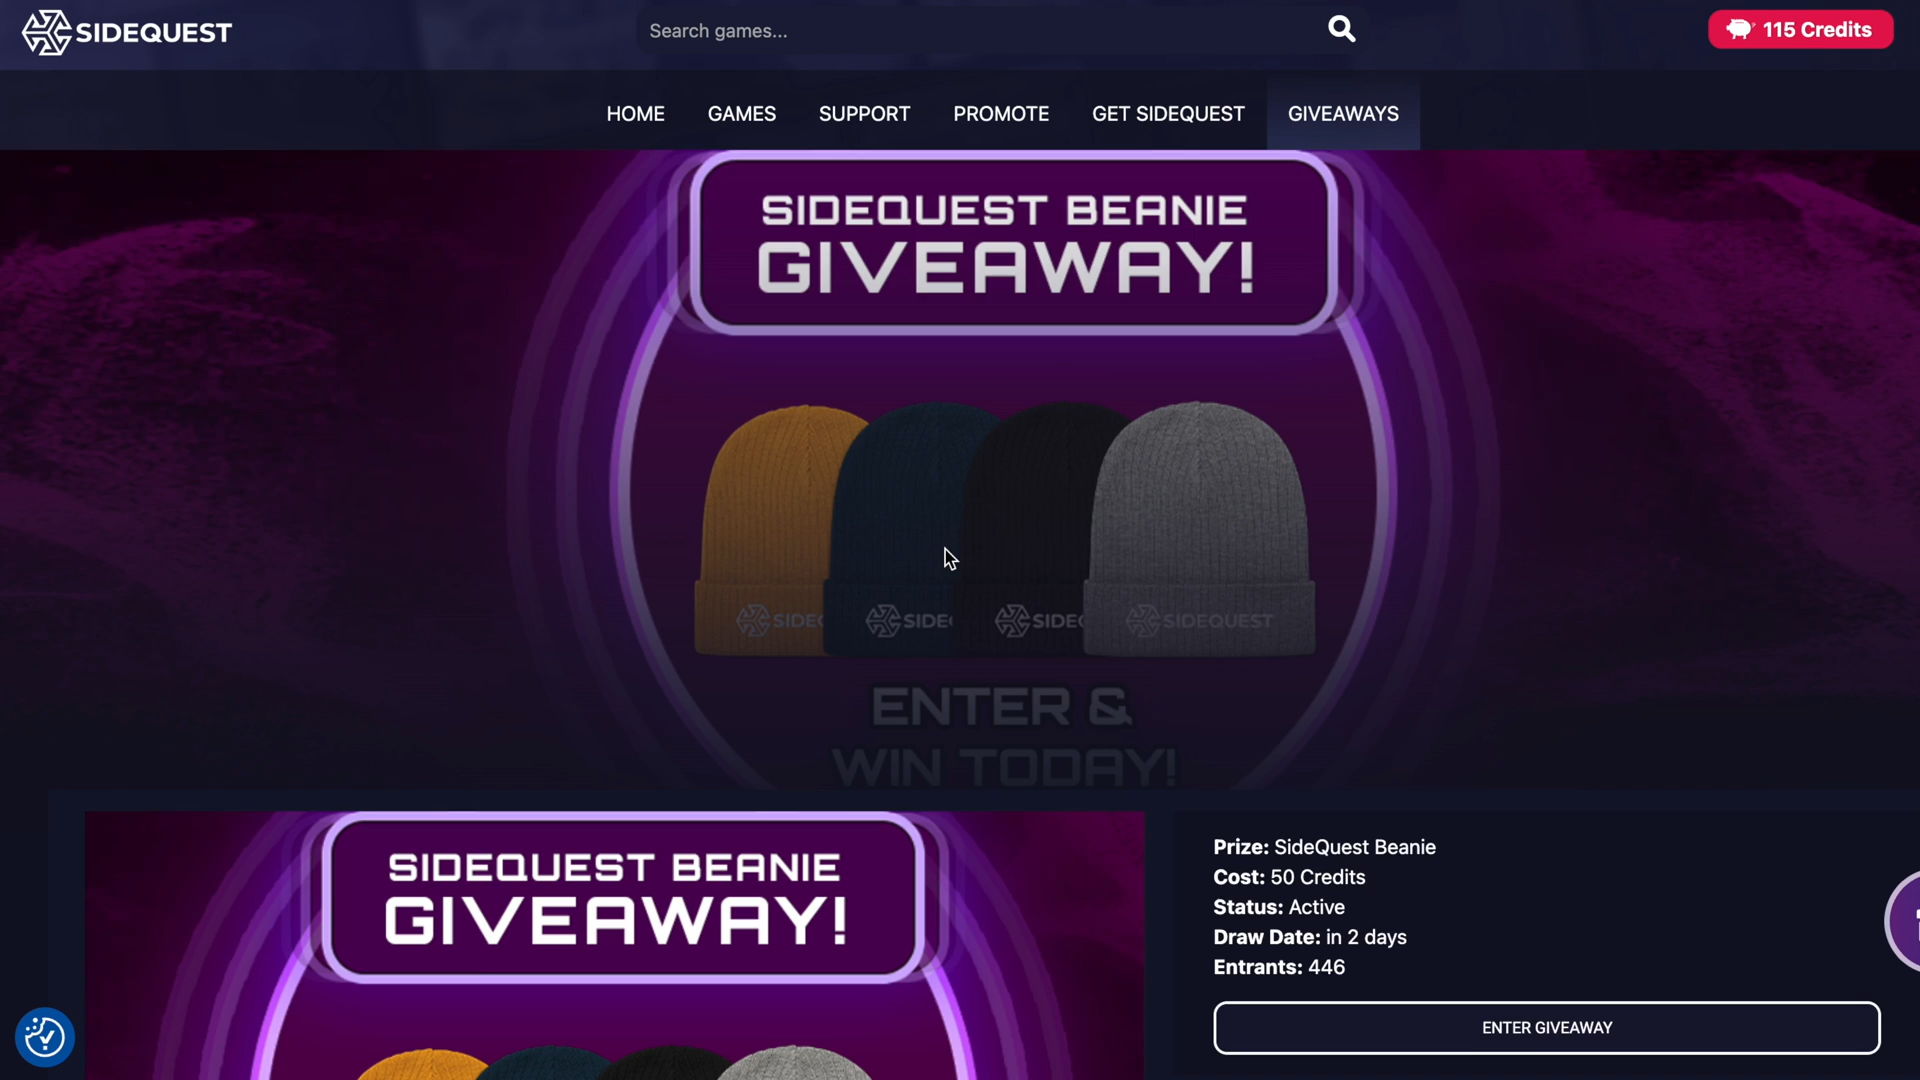 SIDEQUEST
Search games...
115 Credits
HOME GAMES SUPPORT PROMOTE GET SIDEQUEST GIVEAWAYS
SIDEQUEST BEANIE
GIVEAWAY!
SIDEQUEST
ENTER &
WIN TODAY!
SIDEQUEST BEANIE
GIVEAWAY!
Prize: SideQuest Beanie
Cost: 50 Credits
Status: Active
Draw Date: in 2 days
Entrants: 446
ENTER GIVEAWAY